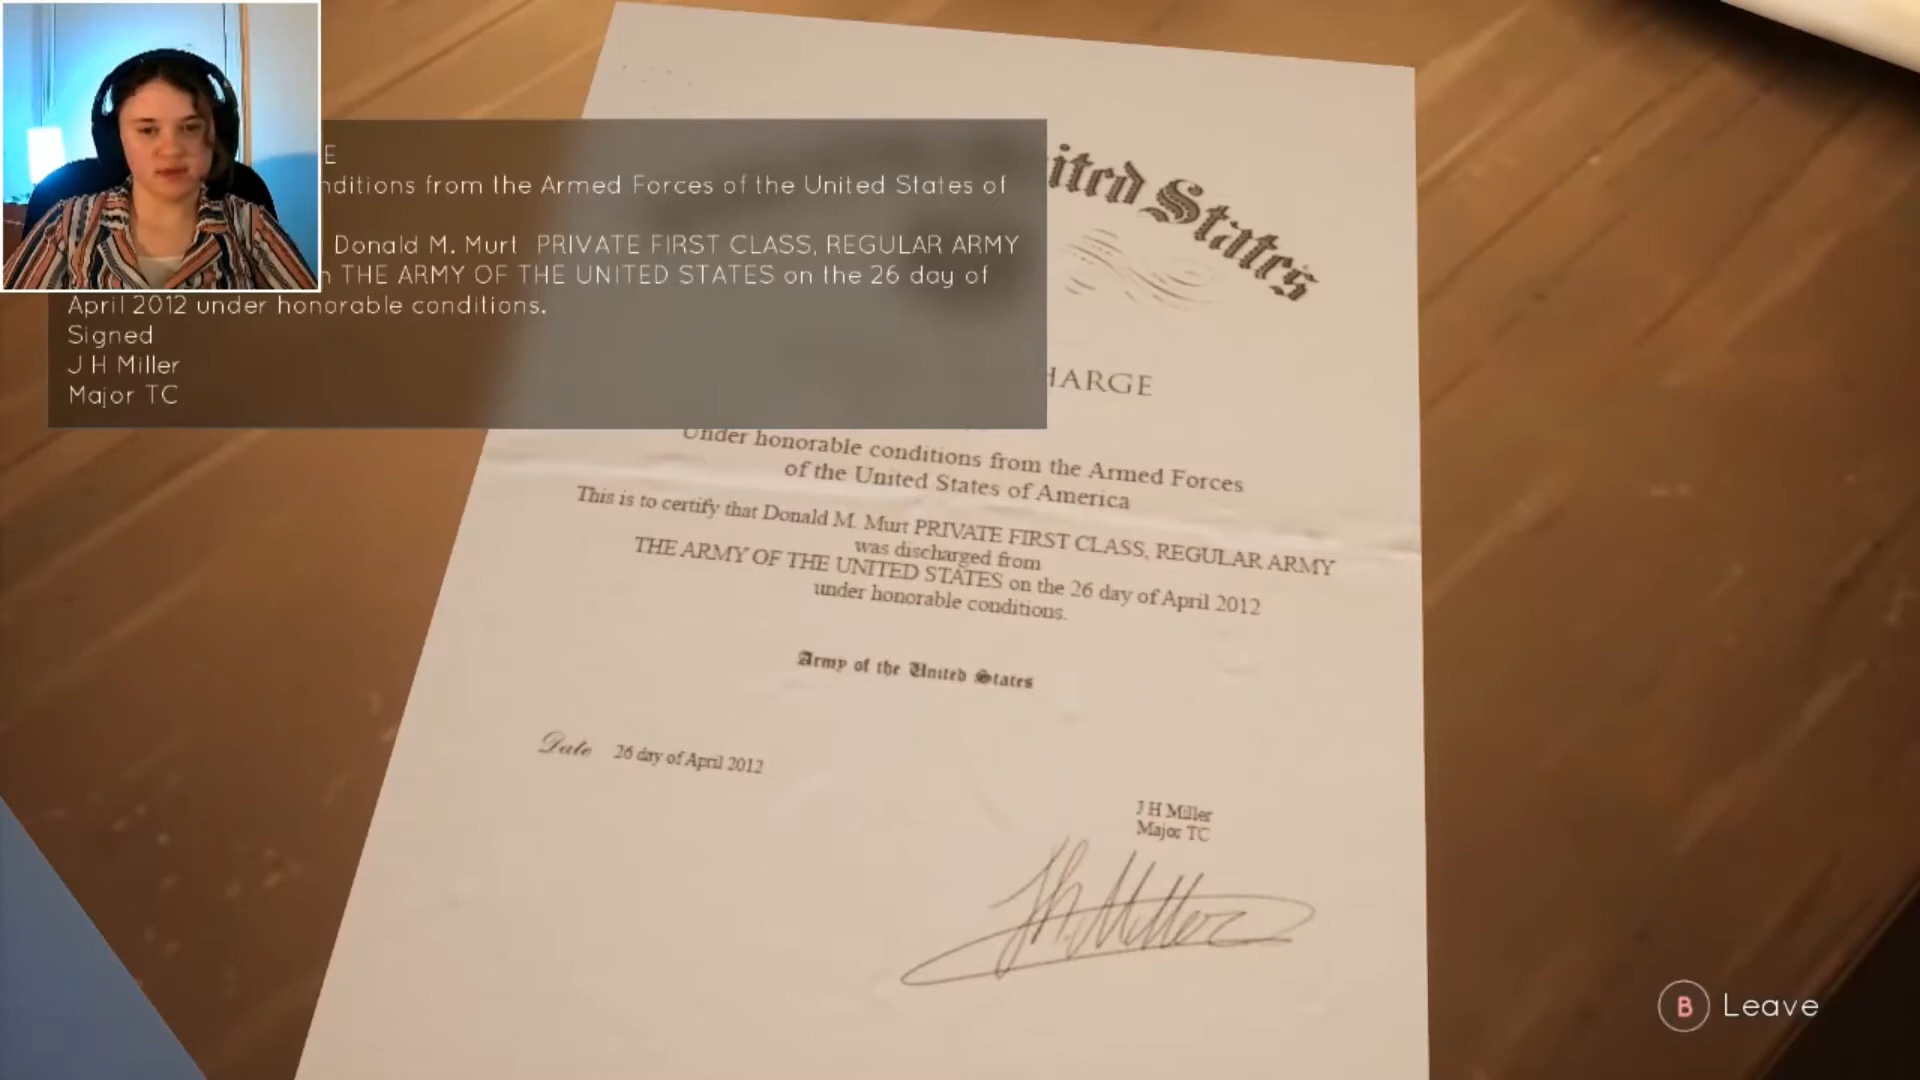 E
nditions from the Armed Forces of the United States of
Donald M. Murt PRIVATE FIRST CLASS, REGULAR ARMY
THE ARMY OF THE UNITED STATES on the 26 day of
April 2012 under honorable conditions.
Signed
J H Miller
Major TC
ited States
HARGE
Under honorable conditions from the Armed Forces
of the United States of America
This is to certify that Donald M. Murt PRIVATE FIRST CLASS, REGULAR ARMY
was discharged from
THE ARMY OF THE UNITED STATES on the 26 day of April 2012
under honorable conditions.
Army of the United States
Date 26 day of April 2012
J H Miller
Major TC
J h. Miller
B Leave